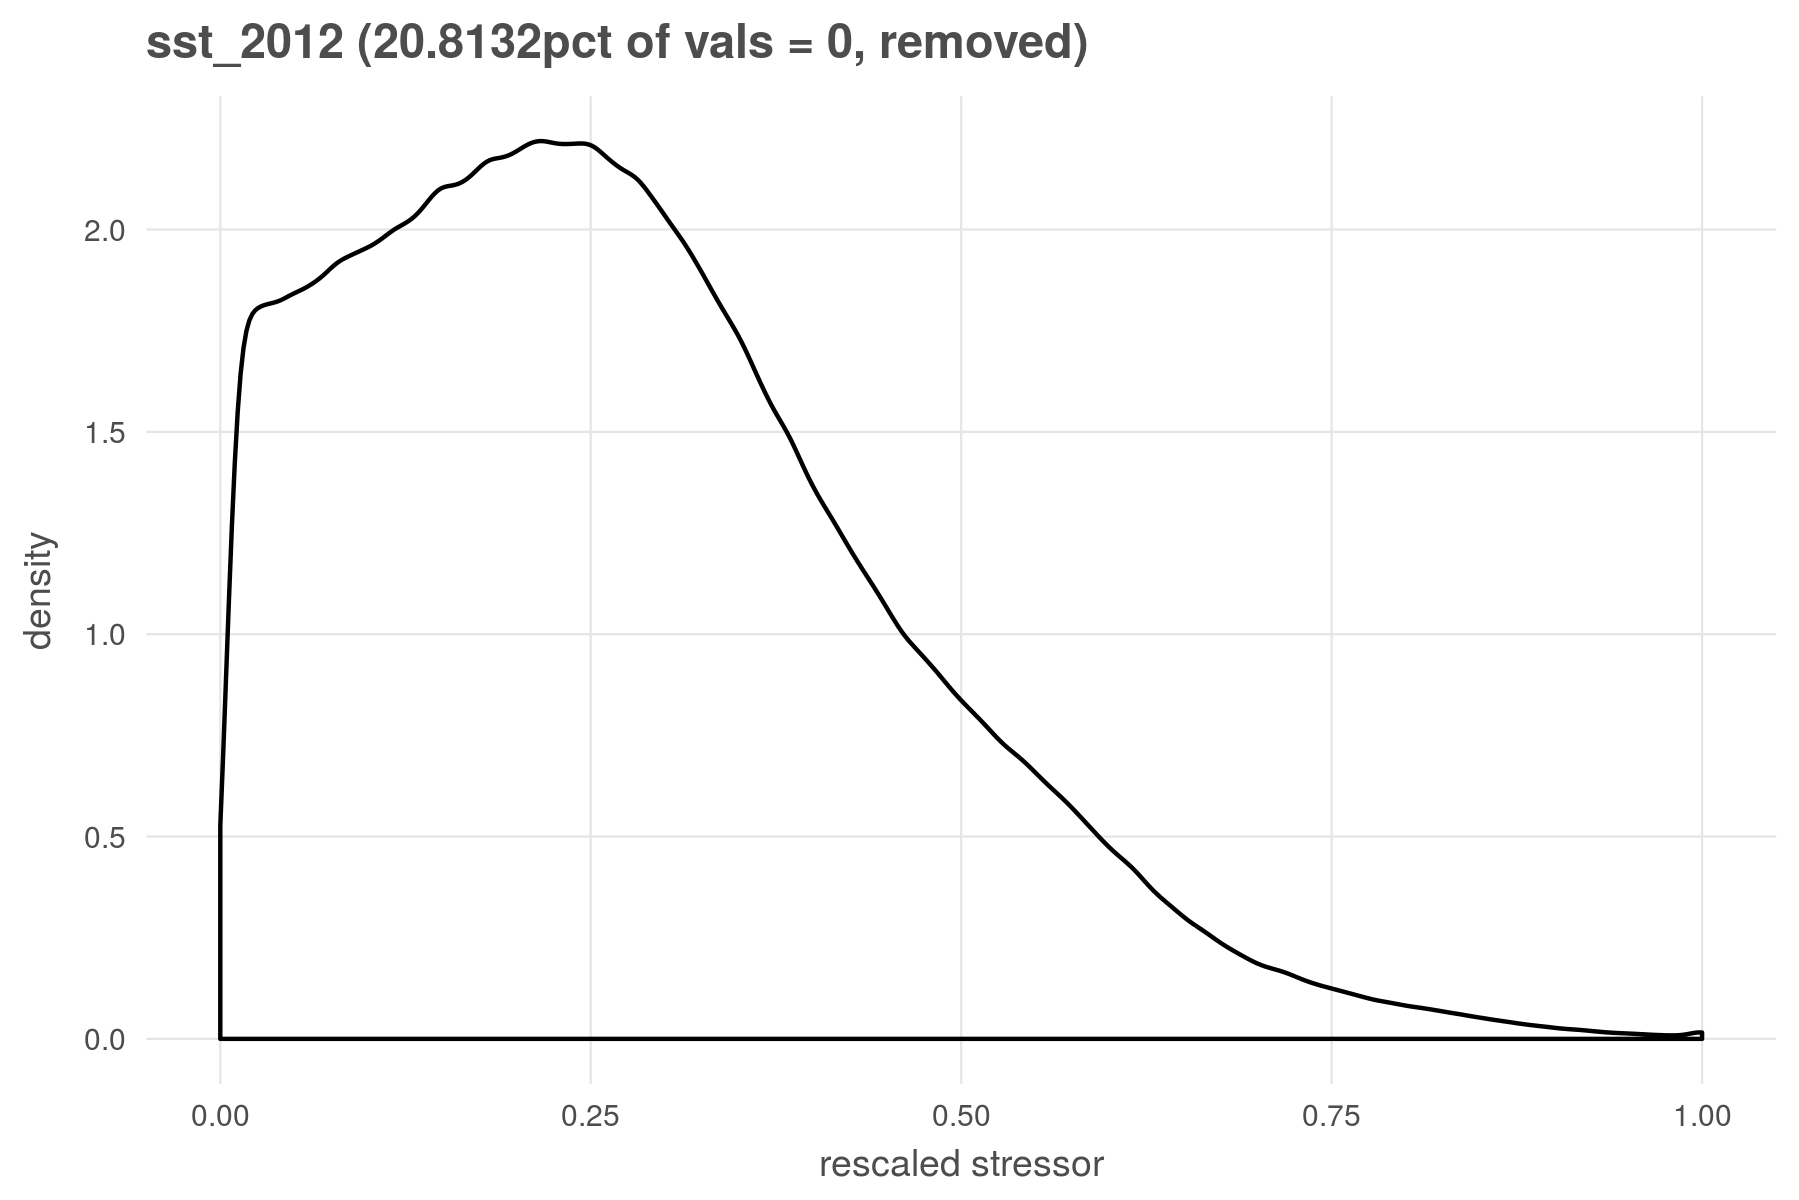 sst_2012 (20.8132pct of vals = 0, removed)
density
2.0
1.5
1.0
0.5
0.0
0.00 0.25 0.50 0.75 1.00
rescaled stressor